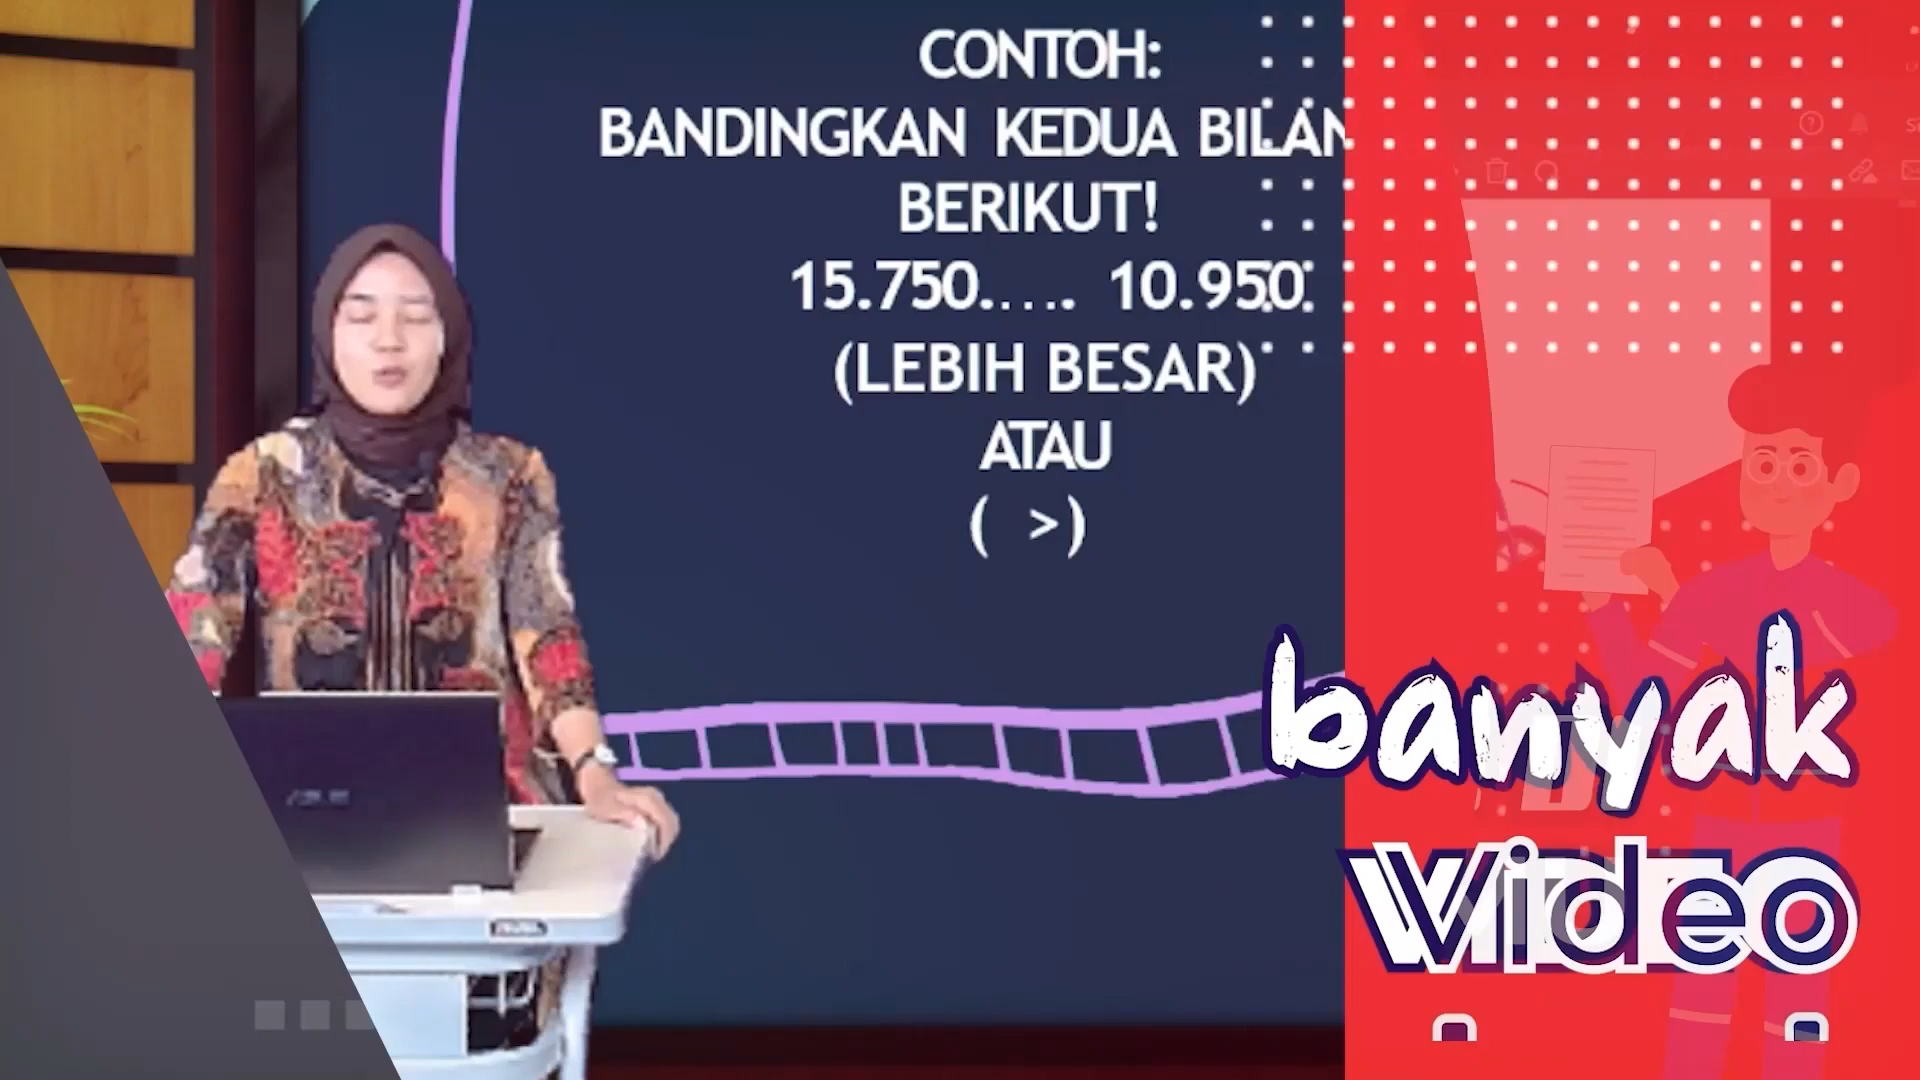 CONTOH:
BANDINGKAN KEDUA BILAN
BERIKUT!
15.750..... 10.950
(LEBIH BESAR)
ATAU
( >)
banyak
Video